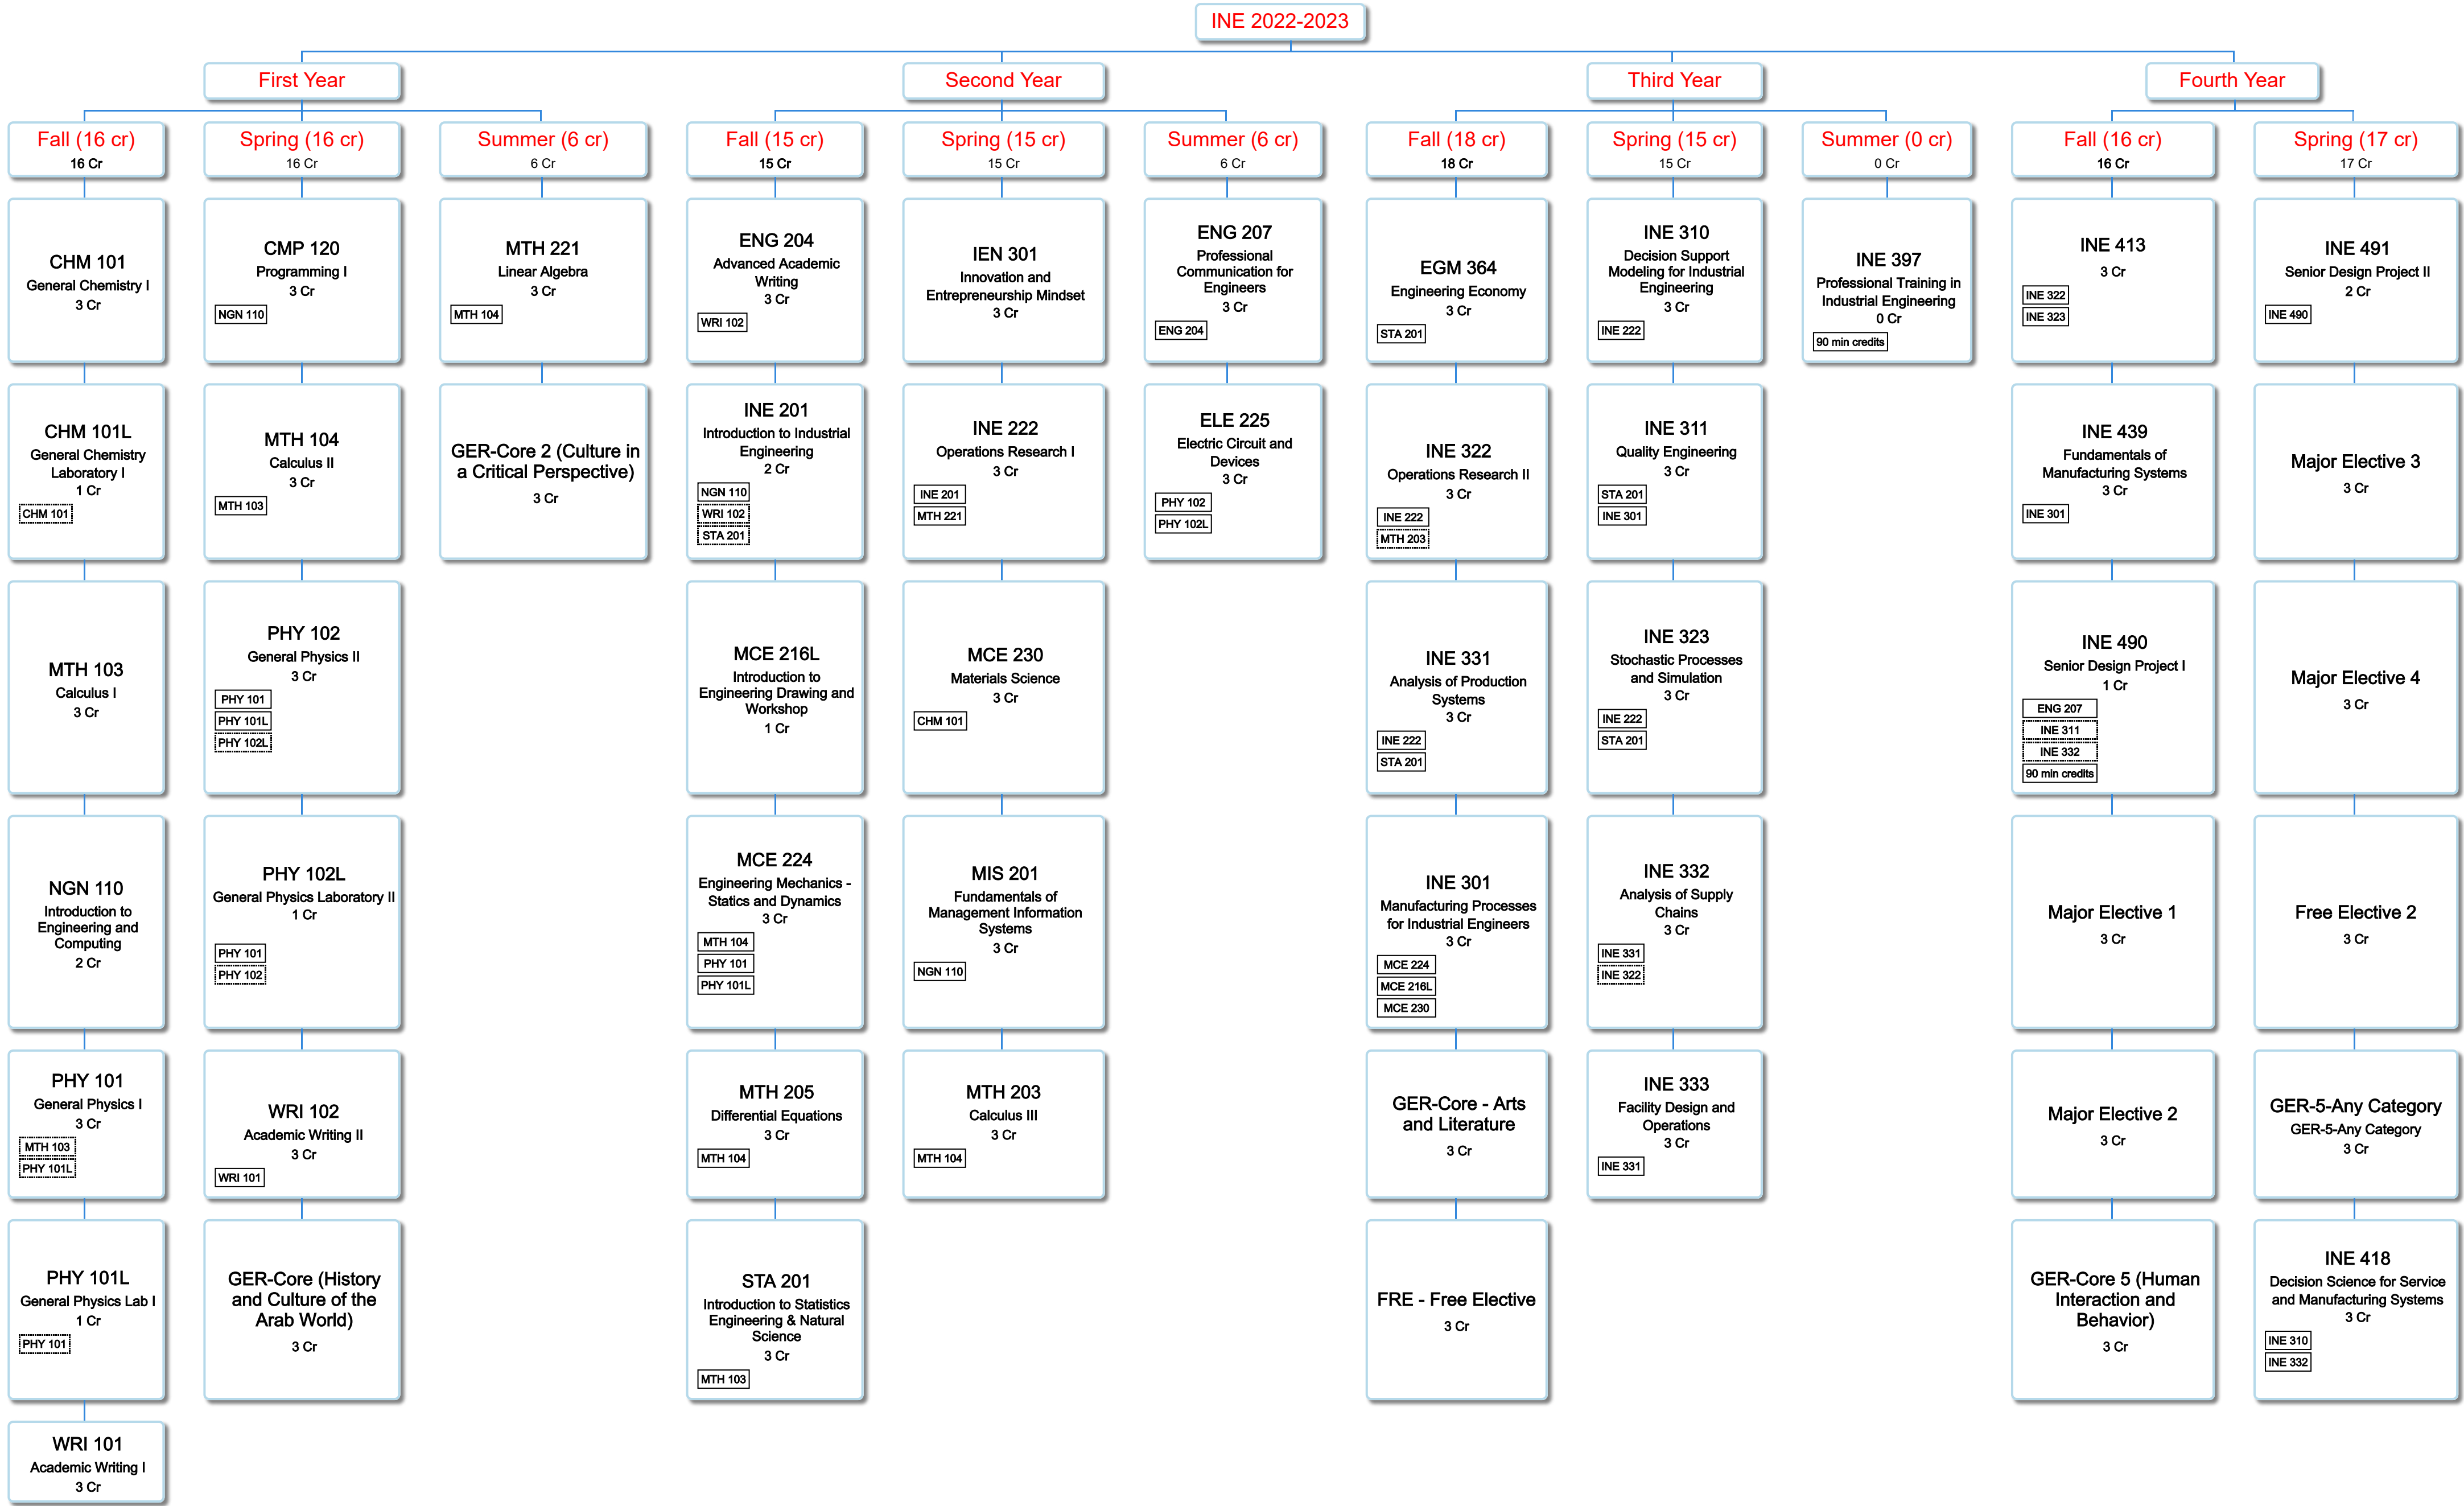 INE 2022-2023
First Year
Second Year
Third Year
Fourth Year
Fall (16 cr)
16 Cr
Spring (16 cr)
16 Cr
Summer (6 cr)
6 Cr
Fall (15 cr)
15 Cr
Spring (15 cr)
15 Cr
Summer (6 cr)
6 Cr
Fall (18 cr)
18 Cr
Spring (15 cr)
15 Cr
Summer (0 cr)
0 Cr
Fall (16 cr)
16 Cr
Spring (17 cr)
17 Cr
CHM 101
General Chemistry I
3 Cr
CHM 101L
General Chemistry
Laboratory I
1 Cr
CHM 101
MTH 103
Calculus I
3 Cr
NGN 110
Introduction to
Engineering and
Computing
2 Cr
PHY 101
General Physics I
3 Cr
MTH 103
PHY 101L
PHY 101L
General Physics Lab I
1 Cr
PHY 101
WRI 101
Academic Writing I
3 Cr
CMP 120
Programming I
3 Cr
NGN 110
MTH 104
Calculus II
3 Cr
MTH 103
PHY 102
General Physics II
3 Cr
PHY 101
PHY 101L
PHY 102L
PHY 102L
General Physics Laboratory II
1 Cr
PHY 101
PHY 102
WRI 102
Academic Writing II
3 Cr
WRI 101
GER-Core (History
and Culture of the
Arab World)
3 Cr
MTH 221
Linear Algebra
3 Cr
MTH 104
GER-Core 2 (Culture in
a Critical Perspective)
3 Cr
ENG 204
Advanced Academic
Writing
3 Cr
WRI 102
INE 201
Introduction to Industrial
Engineering
2 Cr
NGN 110
WRI 102
STA 201
MCE 216L
Introduction to
Engineering Drawing and
Workshop
1 Cr
MCE 224
Engineering Mechanics -
Statics and Dynamics
3 Cr
MTH 104
PHY 101
PHY 101L
MTH 205
Differential Equations
3 Cr
MTH 104
STA 201
Introduction to Statistics
Engineering & Natural
Science
3 Cr
MTH 103
IEN 301
Innovation and
Entrepreneurship Mindset
3 Cr
INE 222
Operations Research I
3 Cr
INE 201
MTH 221
MCE 230
Materials Science
3 Cr
CHM 101
MIS 201
Fundamentals of
Management Information
Systems
3 Cr
NGN 110
MTH 203
Calculus III
3 Cr
MTH 104
ENG 207
Professional
Communication for
Engineers
3 Cr
ENG 204
ELE 225
Electric Circuit and
Devices
3 Cr
PHY 102
PHY 102L
EGM 364
Engineering Economy
3 Cr
STA 201
INE 322
Operations Research II
3 Cr
INE 222
MTH 203
INE 331
Analysis of Production
Systems
3 Cr
INE 222
STA 201
INE 301
Manufacturing Processes
for Industrial Engineers
3 Cr
MCE 224
MCE 216L
MCE 230
GER-Core - Arts
and Literature
3 Cr
FRE - Free Elective
3 Cr
INE 310
Decision Support
Modeling for Industrial
Engineering
3 Cr
INE 222
INE 311
Quality Engineering
3 Cr
STA 201
INE 301
INE 323
Stochastic Processes
and Simulation
3 Cr
INE 222
STA 201
INE 332
Analysis of Supply
Chains
3 Cr
INE 331
INE 322
INE 333
Facility Design and
Operations
3 Cr
INE 331
INE 397
Professional Training in
Industrial Engineering
0 Cr
90 min credits
INE 413
3 Cr
INE 322
INE 323
INE 439
Fundamentals of
Manufacturing Systems
3 Cr
INE 301
INE 490
Senior Design Project I
1 Cr
ENG 207
INE 311
INE 332
90 min credits
Major Elective 1
3 Cr
Major Elective 2
3 Cr
GER-Core 5 (Human
Interaction and
Behavior)
3 Cr
INE 491
Senior Design Project II
2 Cr
INE 490
Major Elective 3
3 Cr
Major Elective 4
3 Cr
Free Elective 2
3 Cr
GER-5-Any Category
GER-5-Any Category
3 Cr
INE 418
Decision Science for Service
and Manufacturing Systems
3 Cr
INE 310
INE 332